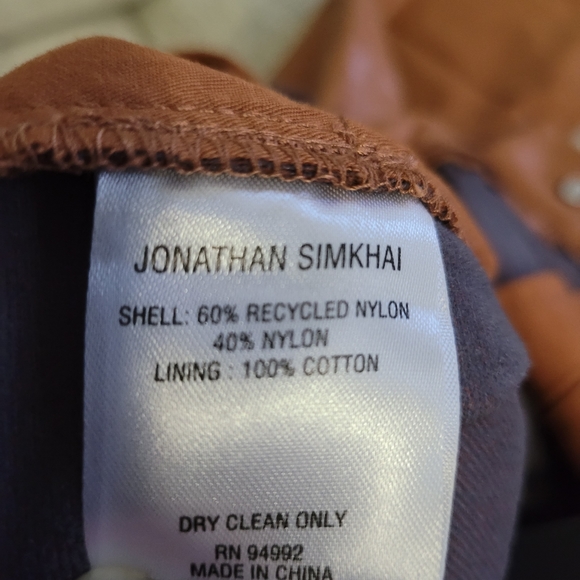 JONATHAN SIMKHAI
SHELL: 60% RECYCLED NYLON
40% NYLON
LINING : 100% COTTON
DRY CLEAN ONLY
RN 94992
MADE IN CHINA